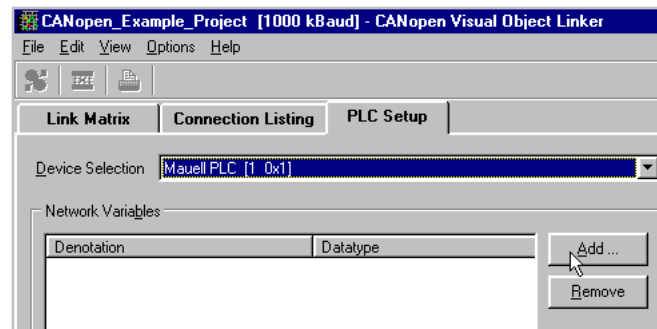 CANopen_Example_Project [1000 kBaud] - CANopen Visual Object Linker
File Edit View Options Help
Link Matrix Connection Listing PLC Setup
Device Selection Mauell PLC [1 0x1]
Network Variables
Denotation Datatype
Add ...
Remove